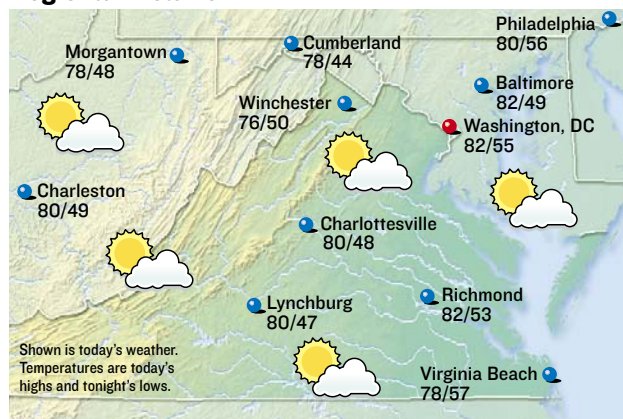 Philadelphia
80/56
Morgantown
78/48
Cumberland
78/44
Baltimore
82/49
Winchester
76/50
Washington, DC
82/55
Charleston
80/49
Charlottesville
80/48
Lynchburg
80/47
Richmond
82/53
Shown is today's weather.
Temperatures are today's
highs and tonight's lows.
Virginia Beach
78/57